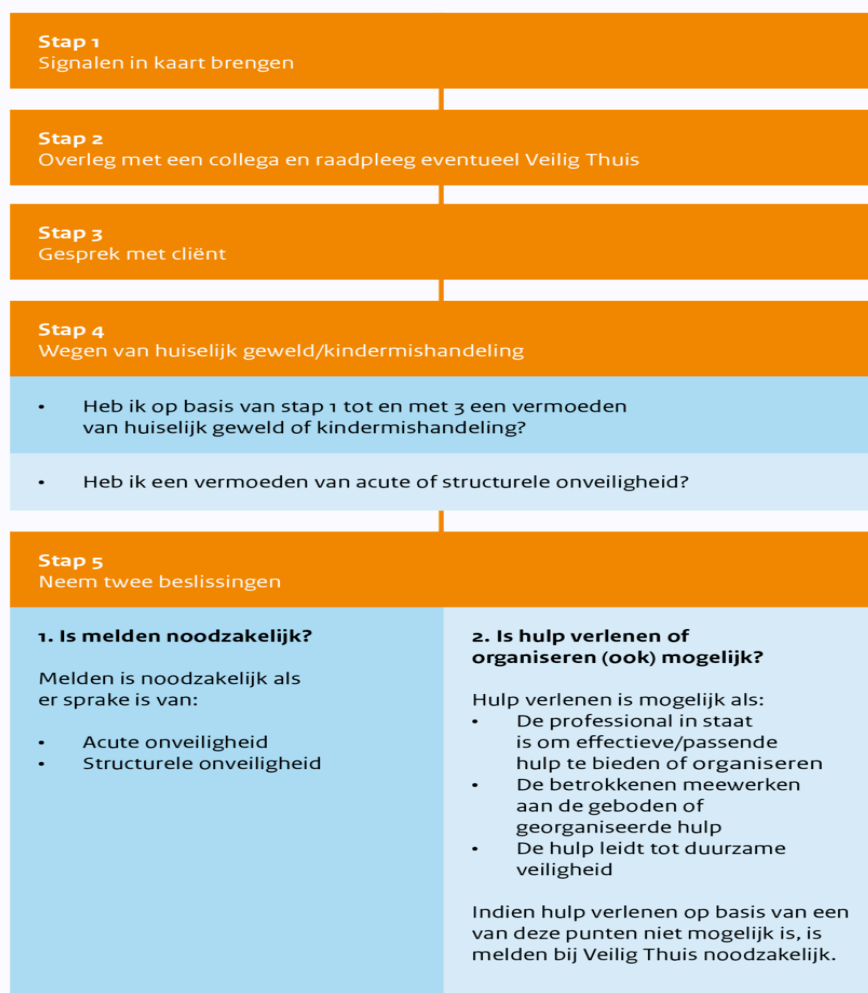 Stap 1
Signalen in kaart brengen
Stap 2
Overleg met een collega en raadpleeg eventueel Veilig Thuis
Stap 3
Gesprek met cliënt
Stap 4
Wegen van huiselijk geweld/kindermishandeling
• Heb ik op basis van stap 1 tot en met 3 een vermoeden
van huiselijk geweld of kindermishandeling?
• Heb ik een vermoeden van acute of structurele onveiligheid?
Stap 5
Neem twee beslissingen
1. Is melden noodzakelijk?
Melden is noodzakelijk als
er sprake is van:
• Acute onveiligheid
• Structurele onveiligheid
2. Is hulp verlenen of
organiseren (ook) mogelijk?
Hulp verlenen is mogelijk als:
• De professional in staat
is om effectieve/passende
hulp te bieden of organiseren
• De betrokkenen meewerken
aan de geboden of
georganiseerde hulp
• De hulp leidt tot duurzame
veiligheid
Indien hulp verlenen op basis van een
van deze punten niet mogelijk is, is
melden bij Veilig Thuis noodzakelijk.